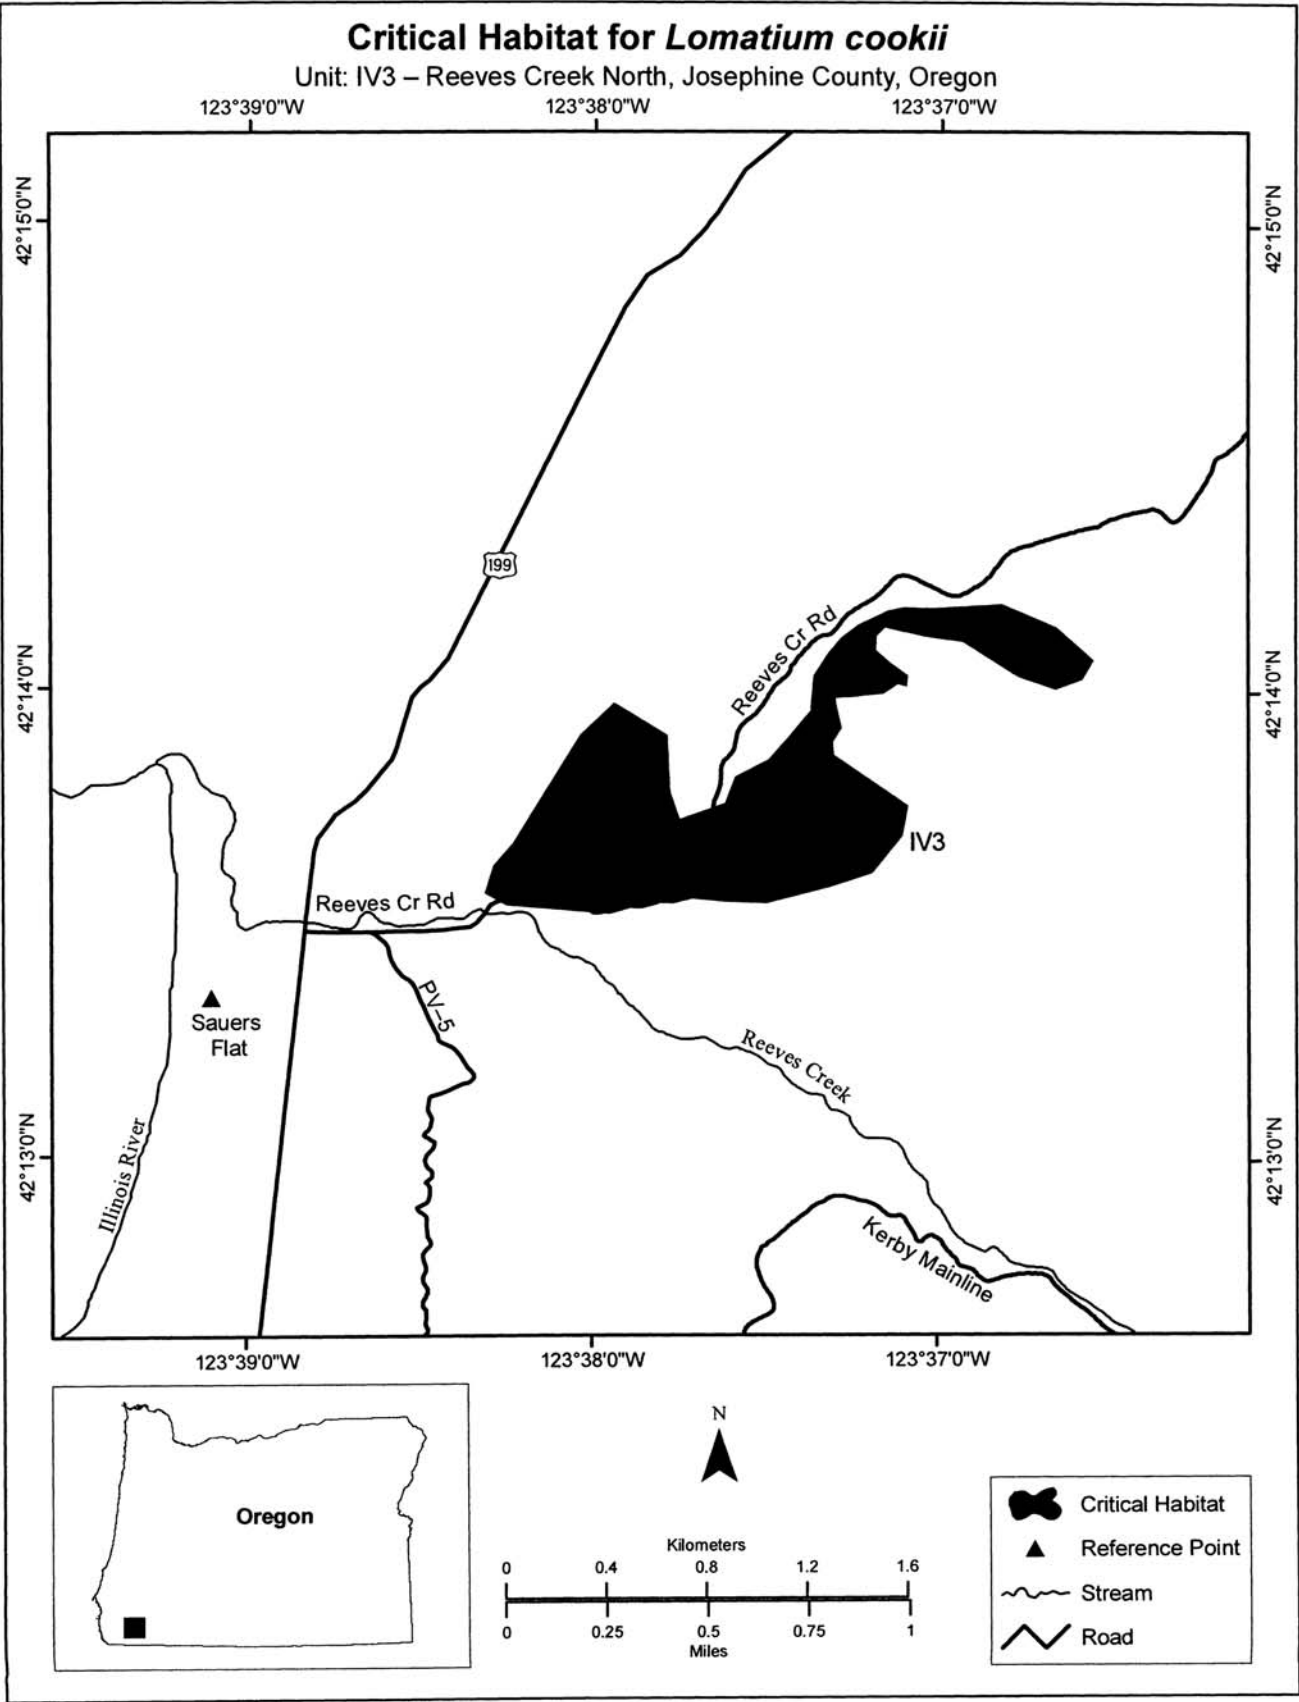 Critical Habitat for Lomatium cookii
Unit: IV3 – Reeves Creek North, Josephine County, Oregon
123°39'0"W 123°38'0"W 123°37'0"W
42°15'0"N
42°15'0"N
199
Reeves Cr Rd
42°14'0"N
42°14'0"N
IV3
Reeves Cr Rd
PV–5
Sauers
Flat
Reeves Creek
Illinois River
42°13'0"N
42°13'0"N
Kerby Mainline
123°39'0"W 123°38'0"W 123°37'0"W
Oregon
N
Kilometers
0 0.4 0.8 1.2 1.6
0 0.25 0.5 0.75 1
Miles
Critical Habitat
Reference Point
Stream
Road